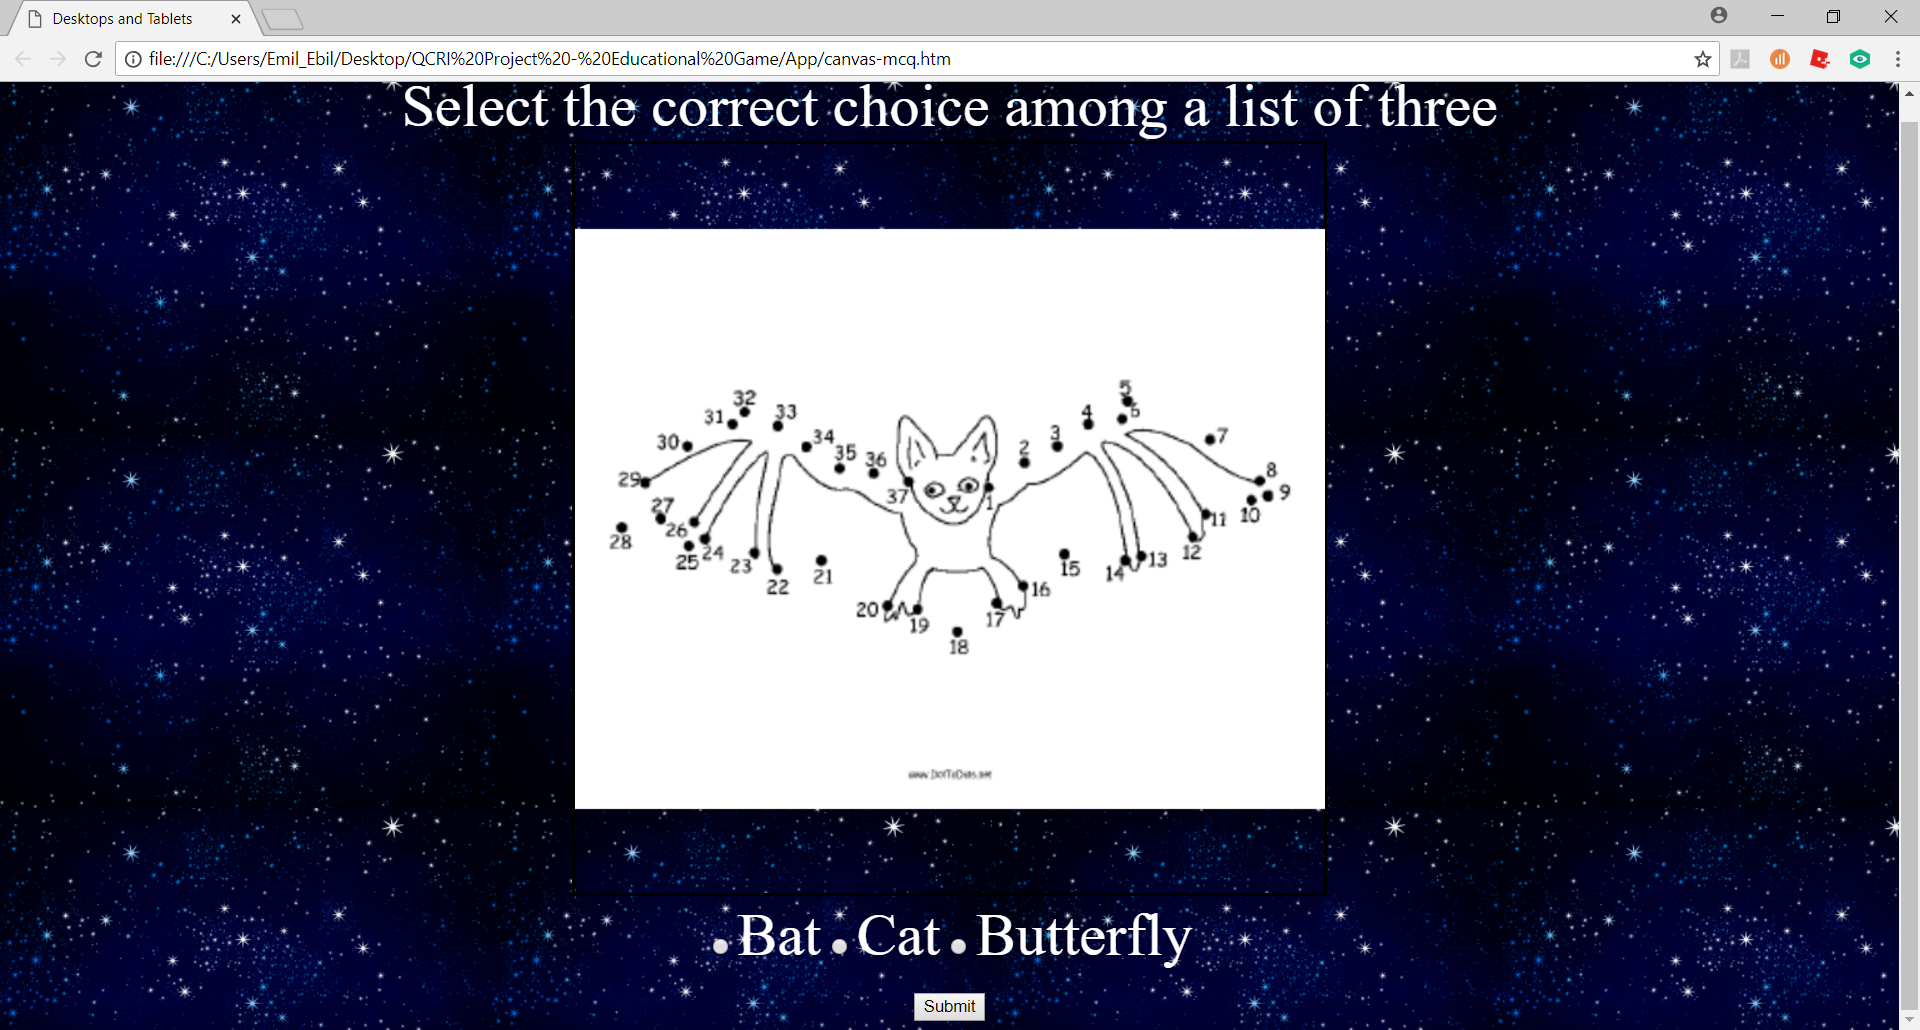 Desktops and Tablets
file:///C:/Users/Emil_Ebil/Desktop/QCRI%20Project%20-%20Educational%20Game/App/canvas-mcq.htm
Select the correct choice among a list of three
5
32 33 4 6
31 34 3 7
30 35 36 2 8
29 37 1 9
27 26 10 11
28 25 24 23 12
22 21 15 14 13
20 19 17 16
18
www.DotToDots.net
Bat Cat Butterfly
Submit